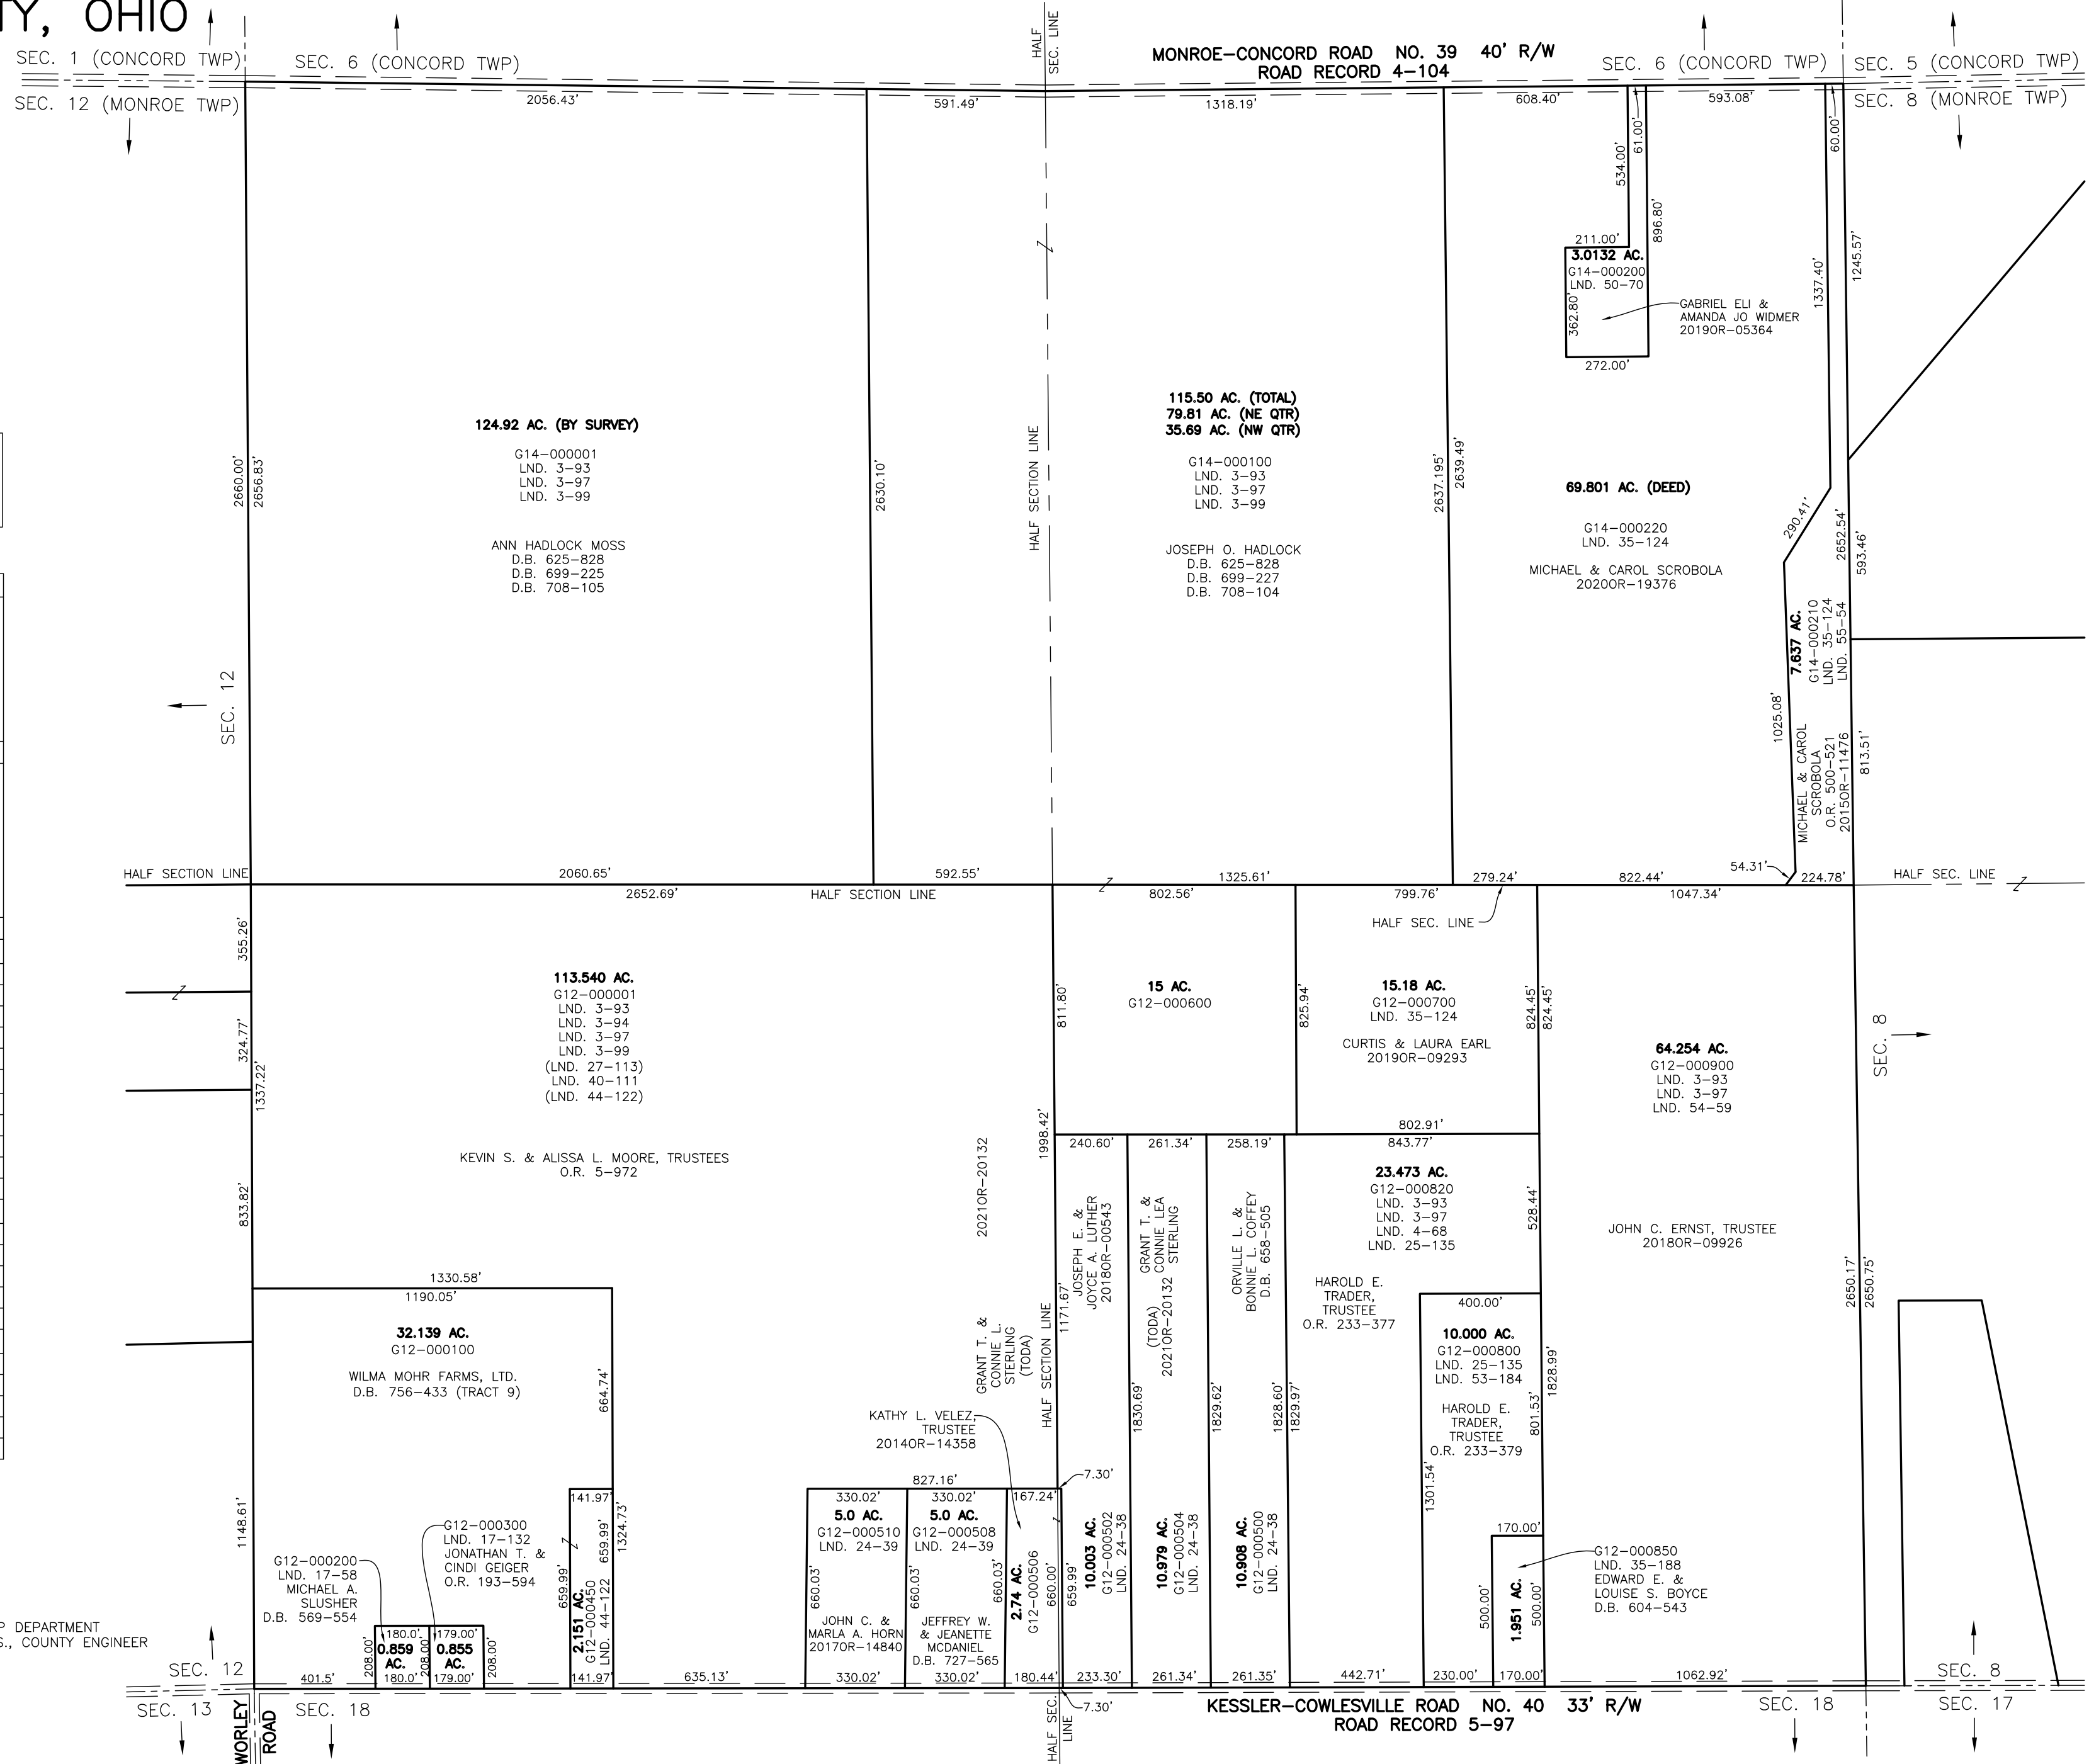 TY, OHIO
SEC. 1 (CONCORD TWP)
SEC. 6 (CONCORD TWP)
HALF
SEC. LINE
MONROE-CONCORD ROAD NO. 39 40' R/W
ROAD RECORD 4-104
SEC. 6 (CONCORD TWP)
SEC. 5 (CONCORD TWP)
SEC. 12 (MONROE TWP)
SEC. 8 (MONROE TWP)
2056.43'
591.49'
1318.19'
608.40'
61.00'
593.08'
60.00'
534.00'
896.80'
211.00'
3.0132 AC.
G14-000200
LND. 50-70
362.80'
272.00'
GABRIEL ELI &
AMANDA JO WIDMER
2019OR-05364
1337.40'
1245.57'
2660.00'
2656.83'
124.92 AC. (BY SURVEY)
G14-000001
LND. 3-93
LND. 3-97
LND. 3-99
ANN HADLOCK MOSS
D.B. 625-828
D.B. 699-225
D.B. 708-105
2630.10'
HALF SECTION LINE
115.50 AC. (TOTAL)
79.81 AC. (NE QTR)
35.69 AC. (NW QTR)
G14-000100
LND. 3-93
LND. 3-97
LND. 3-99
JOSEPH O. HADLOCK
D.B. 625-828
D.B. 699-227
D.B. 708-104
2637.195'
2639.49'
69.801 AC. (DEED)
G14-000220
LND. 35-124
MICHAEL & CAROL SCROBOLA
2020OR-19376
290.41'
2652.54'
593.46'
7.637 AC.
G14-000210
LND. 35-124
LND. 55-54
1025.08'
MICHAEL & CAROL
SCROBOLA
O.R. 500-521
2015OR-11476
813.51'
SEC. 12
54.31'
HALF SECTION LINE
2060.65'
592.55'
1325.61'
279.24'
822.44'
224.78'
HALF SEC. LINE
2652.69'
HALF SECTION LINE
802.56'
799.76'
1047.34'
HALF SEC. LINE
355.26'
324.77'
1337.22'
833.82'
113.540 AC.
G12-000001
LND. 3-93
LND. 3-94
LND. 3-97
LND. 3-99
(LND. 27-113)
LND. 40-111
(LND. 44-122)
KEVIN S. & ALISSA L. MOORE, TRUSTEES
O.R. 5-972
2021OR-20132
1998.42'
811.80'
15 AC.
G12-000600
825.94'
15.18 AC.
G12-000700
LND. 35-124
CURTIS & LAURA EARL
2019OR-09293
824.45'
824.45'
64.254 AC.
G12-000900
LND. 3-93
LND. 3-97
LND. 54-59
SEC. 8
802.91'
240.60'
261.34'
258.19'
843.77'
23.473 AC.
G12-000820
LND. 3-93
LND. 3-97
LND. 4-68
LND. 25-135
528.44'
JOHN C. ERNST, TRUSTEE
2018OR-09926
JOSEPH E. &
JOYCE A. LUTHER
2018OR-00543
GRANT T. &
CONNIE LEA
STERLING
(TODA)
2021OR-20132
ORVILLE L. &
BONNIE L. COFFEY
D.B. 658-505
HAROLD E.
TRADER,
TRUSTEE
O.R. 233-377
1330.58'
1190.05'
32.139 AC.
G12-000100
WILMA MOHR FARMS, LTD.
D.B. 756-433 (TRACT 9)
664.74'
GRANT T. &
CONNIE L.
STERLING
(TODA)
HALF SECTION LINE
1171.67'
400.00'
10.000 AC.
G12-000800
LND. 25-135
LND. 53-184
HAROLD E.
TRADER,
TRUSTEE
O.R. 233-379
801.53'
1828.99'
2650.17'
2650.75'
1830.69'
1829.62'
1828.60'
1829.97'
1301.54'
KATHY L. VELEZ,
TRUSTEE
2014OR-14358
7.30'
1148.61'
141.97'
659.99'
659.99'
1324.73'
2.151 AC.
G12-000450
LND. 44-122
827.16'
330.02'
330.02'
167.24'
5.0 AC.
G12-000510
LND. 24-39
5.0 AC.
G12-000508
LND. 24-39
660.03'
660.03'
660.03'
2.74 AC.
G12-000506
660.00'
659.99'
JOHN C. &
MARLA A. HORN
2017OR-14840
JEFFREY W.
& JEANETTE
MCDANIEL
D.B. 727-565
10.003 AC.
G12-000502
LND. 24-38
10.979 AC.
G12-000504
LND. 24-38
10.908 AC.
G12-000500
LND. 24-38
170.00'
500.00'
1.951 AC.
500.00'
G12-000850
LND. 35-188
EDWARD E. &
LOUISE S. BOYCE
D.B. 604-543
G12-000300
LND. 17-132
JONATHAN T. &
CINDI GEIGER
O.R. 193-594
G12-000200
LND. 17-58
MICHAEL A.
SLUSHER
D.B. 569-554
P DEPARTMENT
S., COUNTY ENGINEER
180.0'
179.00'
208.00'
0.859
AC.
208.00'
0.855
AC.
208.00'
SEC. 12
401.5'
180.0'
179.00'
141.97'
635.13'
330.02'
330.02'
180.44'
233.30'
261.34'
261.35'
442.71'
230.00'
170.00'
1062.92'
SEC. 8
SEC. 13
WORLEY
ROAD
SEC. 18
HALF SEC.
LINE
7.30'
KESSLER-COWLESVILLE ROAD NO. 40 33' R/W
ROAD RECORD 5-97
SEC. 18
SEC. 17